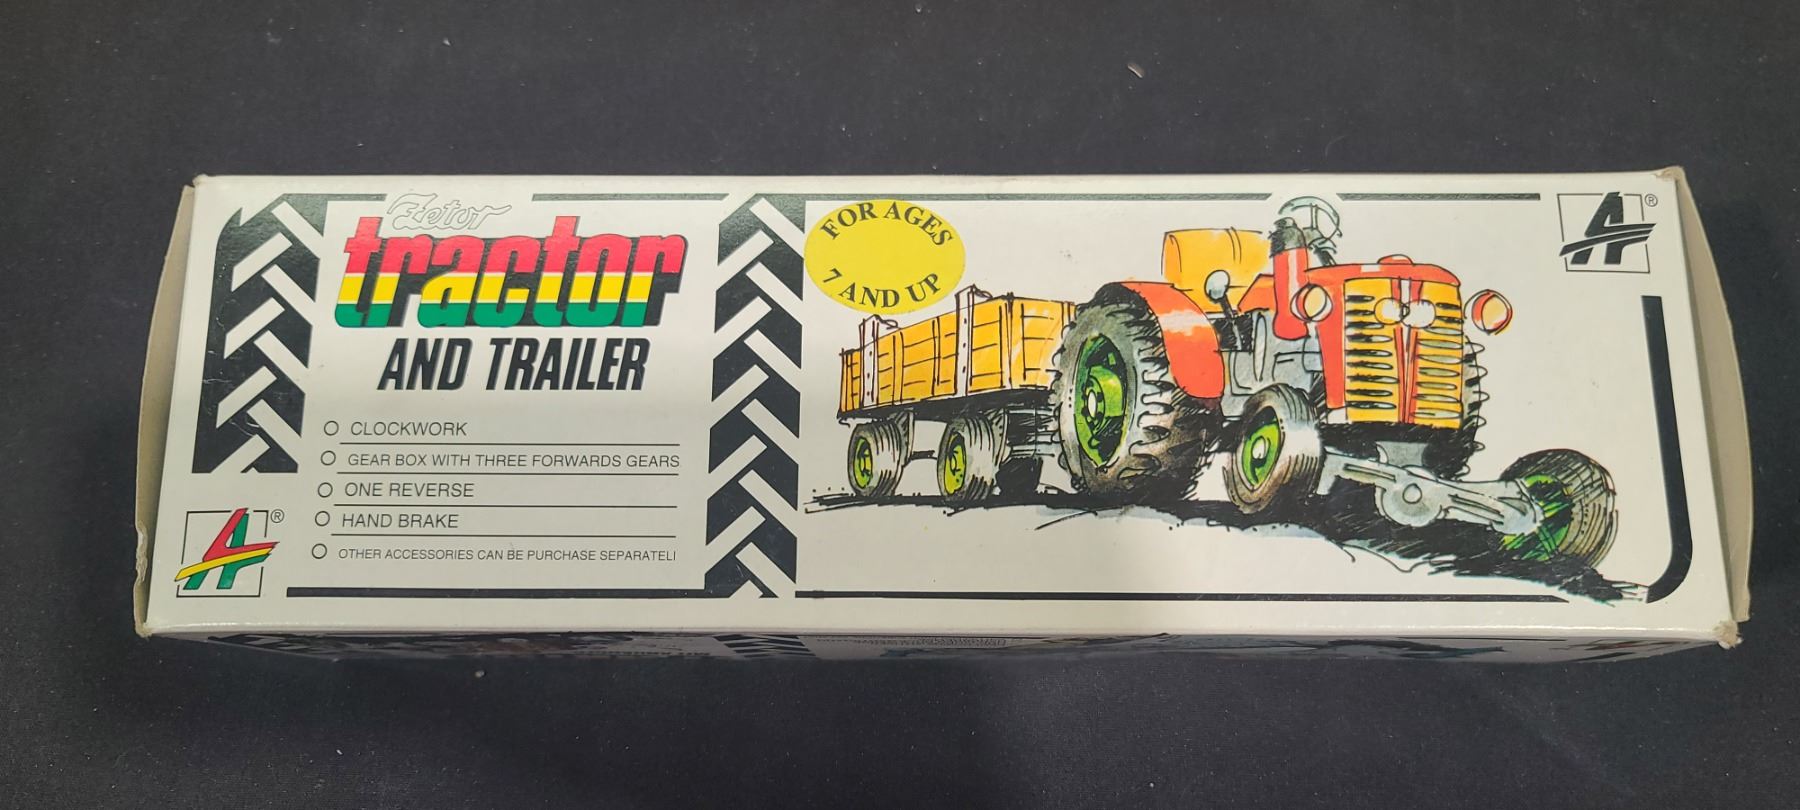 Zetor
tractor
AND TRAILER
CLOCKWORK
GEAR BOX WITH THREE FORWARDS GEARS
ONE REVERSE
HAND BRAKE
OTHER ACCESSORIES CAN BE PURCHASE SEPARATELI
®
FOR AGES
7 AND UP
®